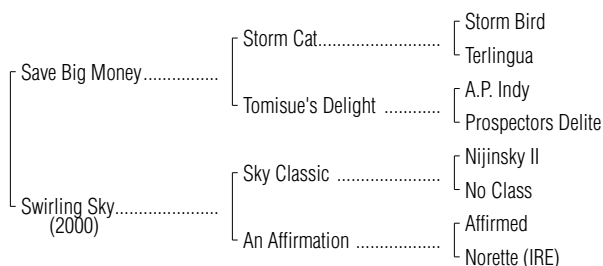 Storm Bird
Storm Cat........................
Terlingua
Save Big Money...............
A.P. Indy
Tomisue's Delight ...........
Prospectors Delite
Nijinsky II
Sky Classic ....................
No Class
Swirling Sky....................
(2000)
Affirmed
An Affirmation ................
Norette (IRE)